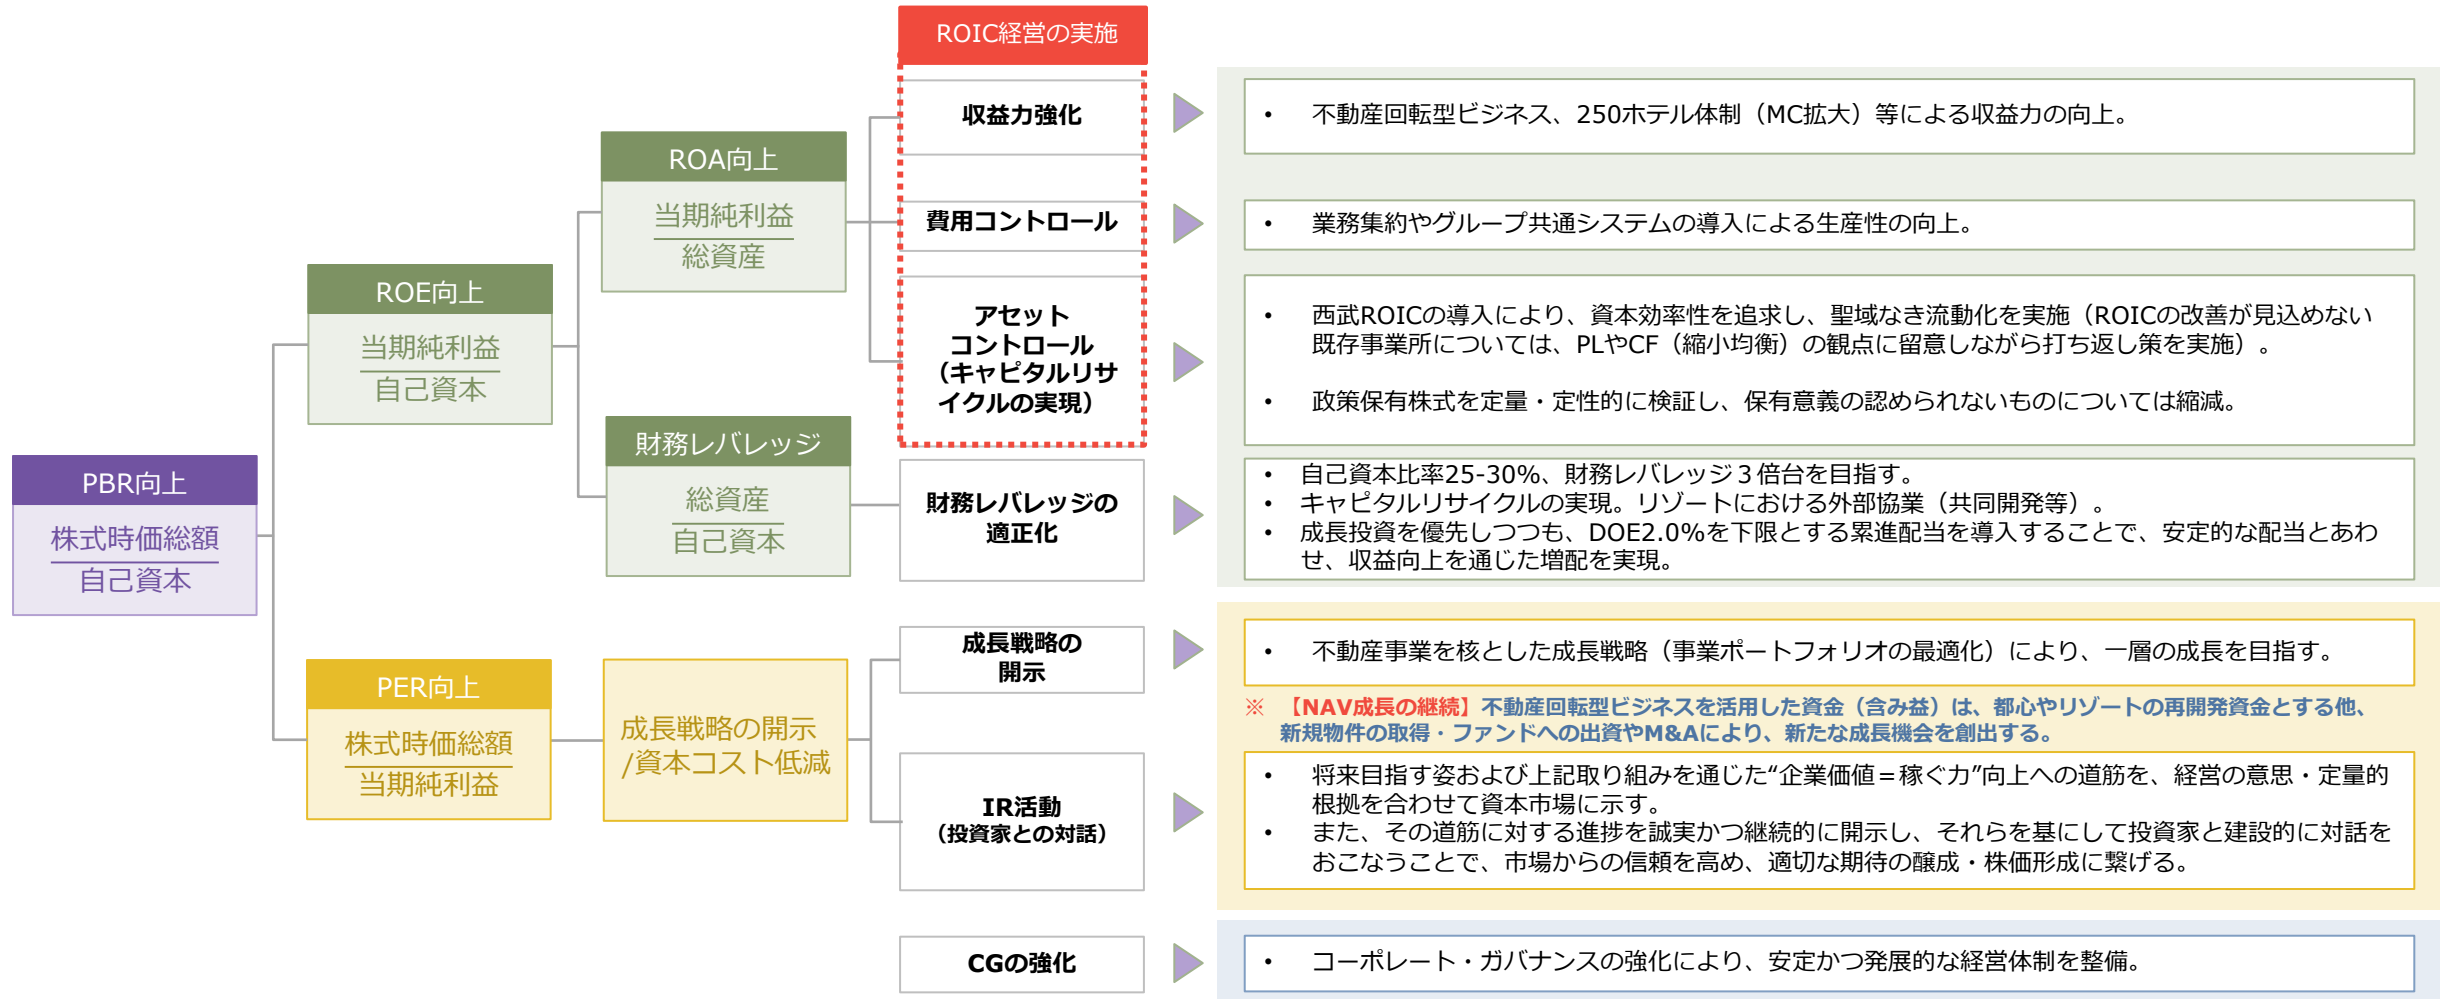 ROIC経営の実施
収益力強化
• 不動産回転型ビジネス、250ホテル体制（MC拡大）等による収益力の向上。
ROA向上
当期純利益
総資産
費用コントロール
• 業務集約やグループ共通システムの導入による生産性の向上。
ROE向上
当期純利益
自己資本
アセット
コントロール
（キャピタルリサ
イクルの実現）
• 西武ROICの導入により、資本効率性を追求し、聖域なき流動化を実施（ROICの改善が見込めない
既存事業所については、PLやCF（縮小均衡）の観点に留意しながら打ち返し策を実施）。
• 政策保有株式を定量・定性的に検証し、保有意義の認められないものについては縮減。
財務レバレッジ
総資産
自己資本
PBR向上
株式時価総額
自己資本
財務レバレッジの
適正化
• 自己資本比率25-30%、財務レバレッジ３倍台を目指す。
• キャピタルリサイクルの実現。リゾートにおける外部協業（共同開発等）。
• 成長投資を優先しつつも、DOE2.0%を下限とする累進配当を導入することで、安定的な配当とあわ
せ、収益向上を通じた増配を実現。
成長戦略の
開示
• 不動産事業を核とした成長戦略（事業ポートフォリオの最適化）により、一層の成長を目指す。
PER向上
株式時価総額
当期純利益
成長戦略の開示
/資本コスト低減
※ 【NAV成長の継続】不動産回転型ビジネスを活用した資金（含み益）は、都心やリゾートの再開発資金とする他、
新規物件の取得・ファンドへの出資やM&Aにより、新たな成長機会を創出する。
IR活動
（投資家との対話）
• 将来目指す姿および上記取り組みを通じた“企業価値＝稼ぐ力”向上への道筋を、経営の意思・定量的
根拠を合わせて資本市場に示す。
• また、その道筋に対する進捗を誠実かつ継続的に開示し、それらを基にして投資家と建設的に対話を
おこなうことで、市場からの信頼を高め、適切な期待の醸成・株価形成に繋げる。
CGの強化
• コーポレート・ガバナンスの強化により、安定かつ発展的な経営体制を整備。